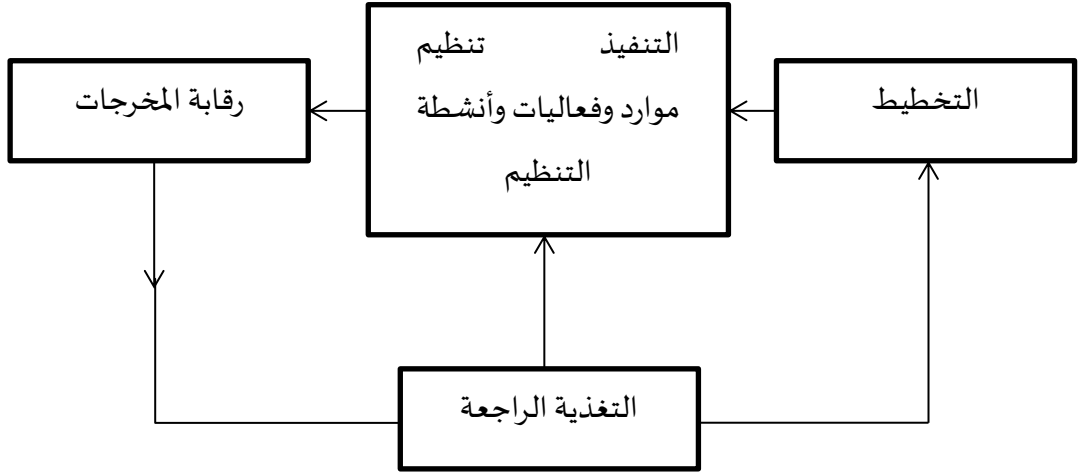 التخطيط
التنفيذ تنظيم
موارد وفعاليات وأنشطة
التنظيم
رقابة المخرجات
التغذية الراجعة